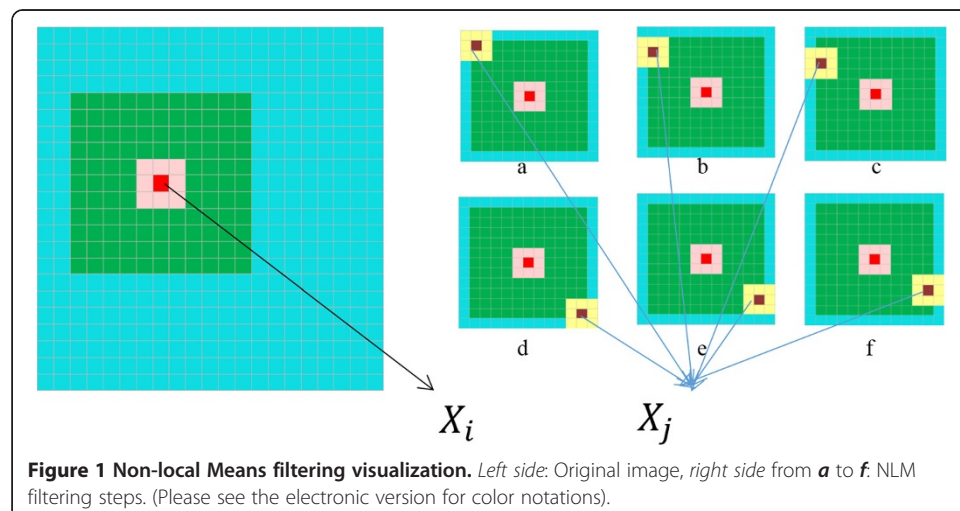 a
b
c
d
e
f
X_i
X_j
Figure 1 Non-local Means filtering visualization. Left side: Original image, right side from a to f: NLM
filtering steps. (Please see the electronic version for color notations).